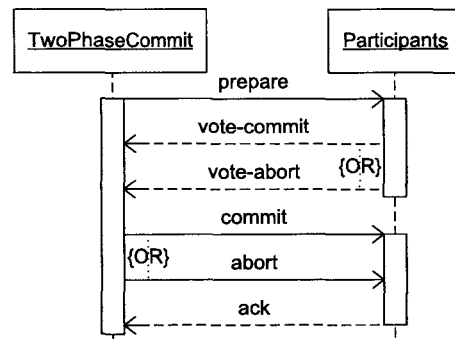 TwoPhaseCommit
Participants
prepare
vote-commit
{OR}
vote-abort
commit
{OR}
abort
ack